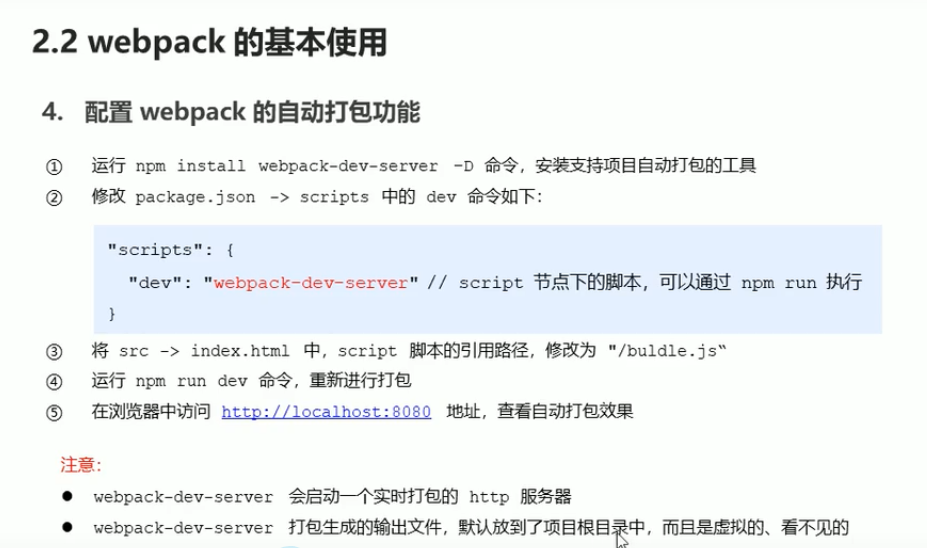 2.2 webpack 的基本使用
4. 配置 webpack 的自动打包功能
① 运行 npm install webpack-dev-server -D 命令，安装支持项目自动打包的工具
② 修改 package.json -> scripts 中的 dev 命令如下：
"scripts": {
"dev": "webpack-dev-server" // script 节点下的脚本，可以通过 npm run 执行
}
③ 将 src -> index.html 中，script 脚本的引用路径，修改为 "/buldle.js“
④ 运行 npm run dev 命令，重新进行打包
⑤ 在浏览器中访问 http://localhost:8080 地址，查看自动打包效果
注意：
● webpack-dev-server 会启动一个实时打包的 http 服务器
● webpack-dev-server 打包生成的输出文件，默认放到了项目根目录中，而且是虚拟的、看不见的